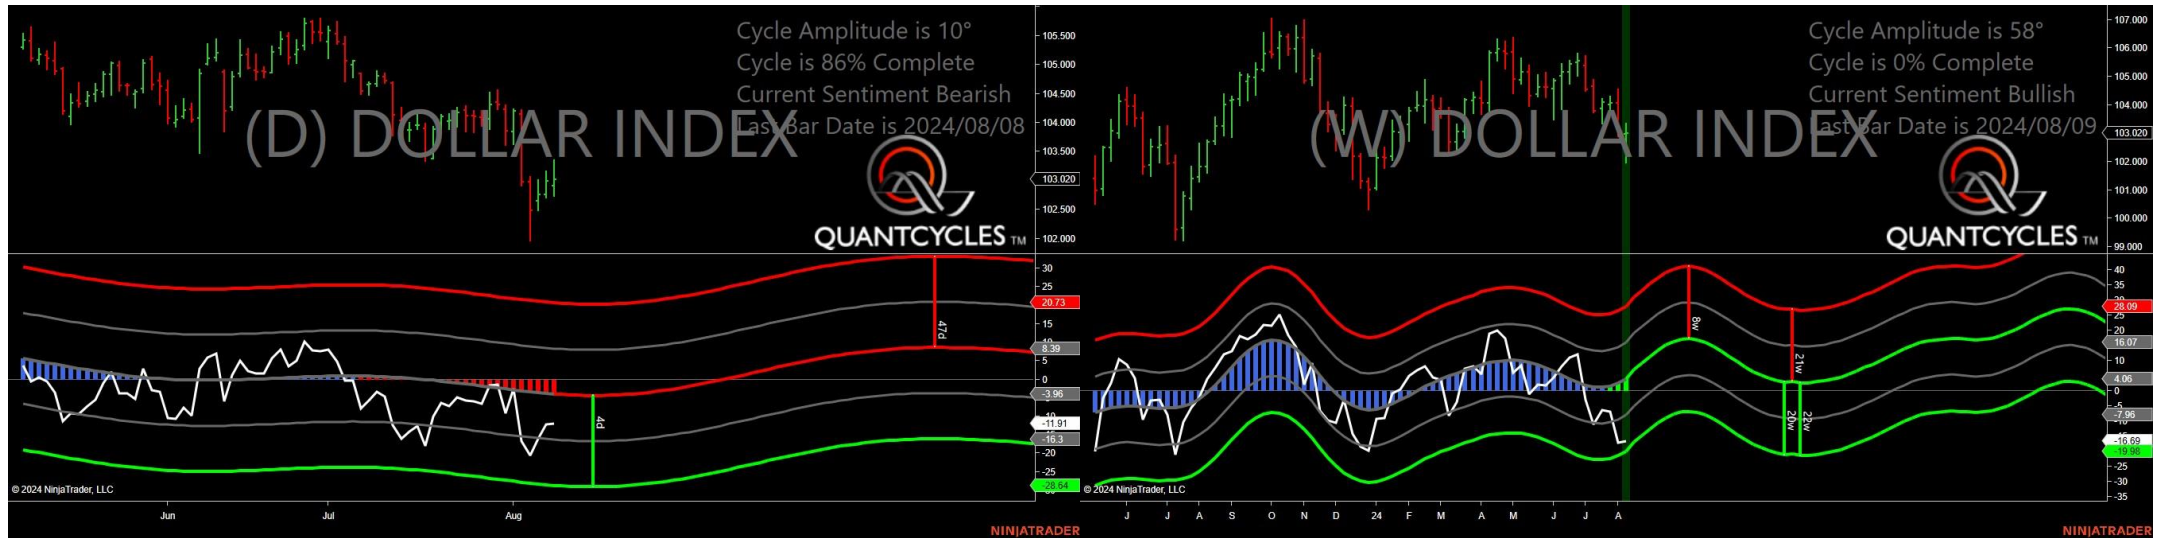 Cycle Amplitude is 10°
Cycle is 86% Complete
Current Sentiment Bearish
Last Bar Date is 2024/08/08
(D) DOLLAR INDEX
QUANTCYCLES TM
105.500
105.000
104.500
104.000
103.500
103.020
102.500
102.000
30
25
20.73
15
8.39
5
0
-3.96
-11.91
-16.3
-20
-25
-28.64
47d
4d
© 2024 NinjaTrader, LLC
Jun
Jul
Aug
NINJATRADER
Cycle Amplitude is 58°
Cycle is 0% Complete
Current Sentiment Bullish
Last Bar Date is 2024/08/09
(W) DOLLAR INDEX
QUANTCYCLES TM
107.000
106.000
105.000
104.000
103.020
102.000
101.000
100.000
99.000
40
35
28.09
25
20
16.07
10
4.06
0
-5
-7.96
-16.69
-19.98
-25
-30
-35
8w
21w
20w
22w
© 2024 NinjaTrader, LLC
J J A S O N D 24 F M A M J J A
NINJATRADER